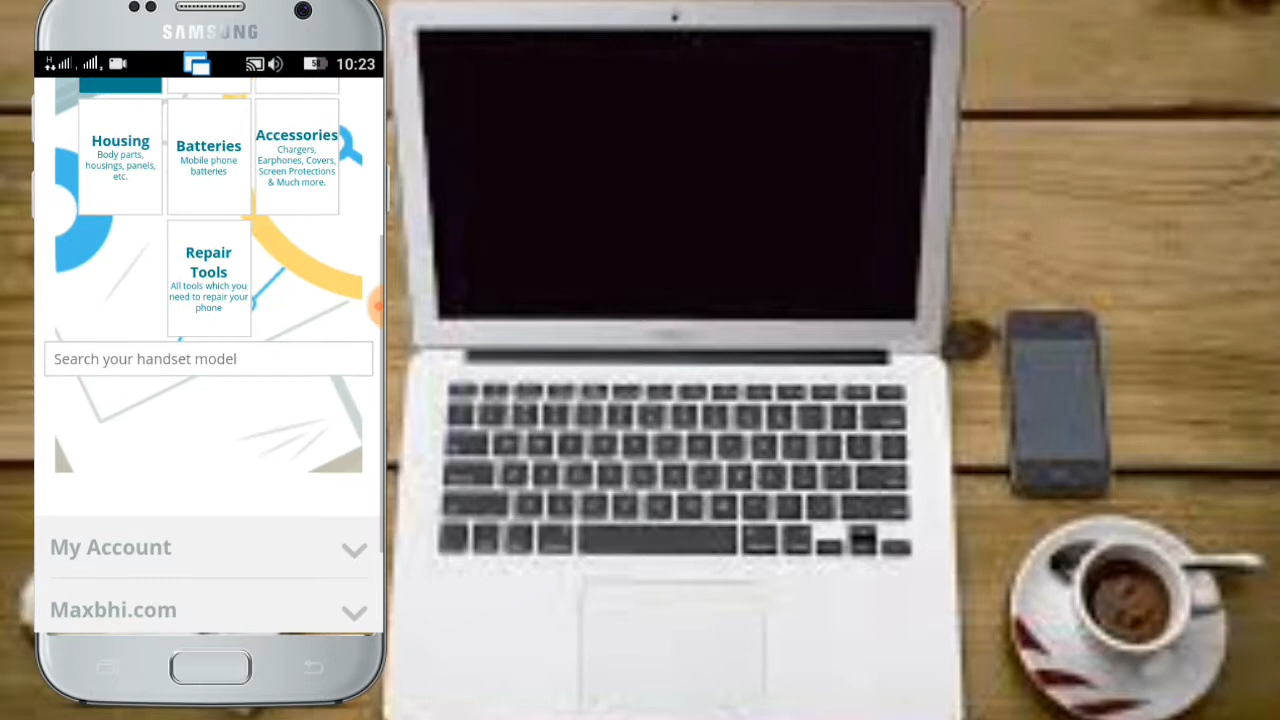 SAMSUNG
H
58
10:23
Housing
Body parts,
housings, panels,
etc.
Batteries
Mobile phone
batteries
Accessories
Chargers,
Earphones, Covers,
Screen Protections
& Much more.
Repair
Tools
All tools which you
need to repair your
phone
Search your handset model
My Account
Maxbhi.com